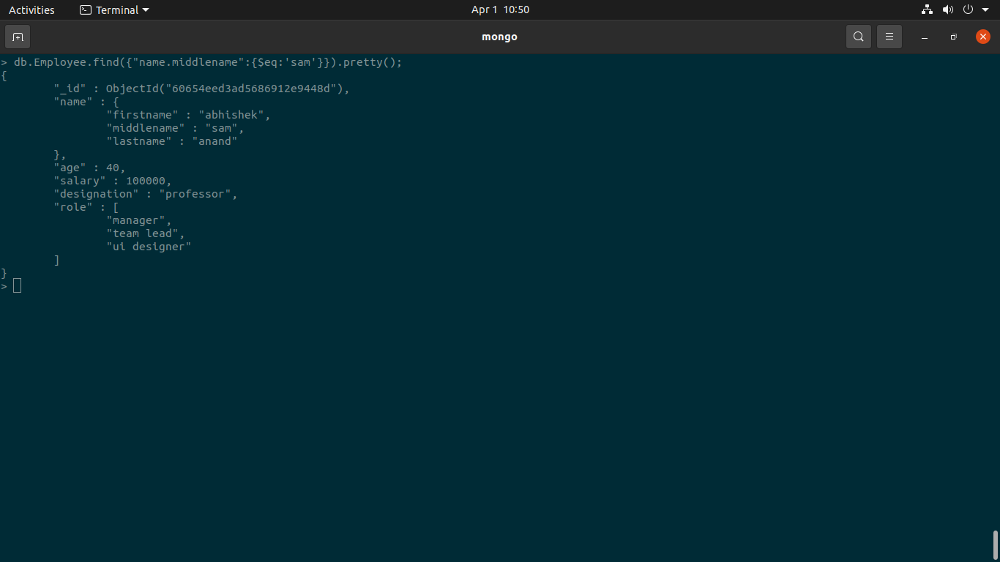 Activities Terminal Apr 1 10:50
mongo
> db.Employee.find({"name.middlename":{$eq:'sam'}}).pretty();
{
"_id" : ObjectId("60654eed3ad5686912e9448d"),
"name" : {
"firstname" : "abhishek",
"middlename" : "sam",
"lastname" : "anand"
},
"age" : 40,
"salary" : 100000,
"designation" : "professor",
"role" : [
"manager",
"team lead",
"ui designer"
]
}
>